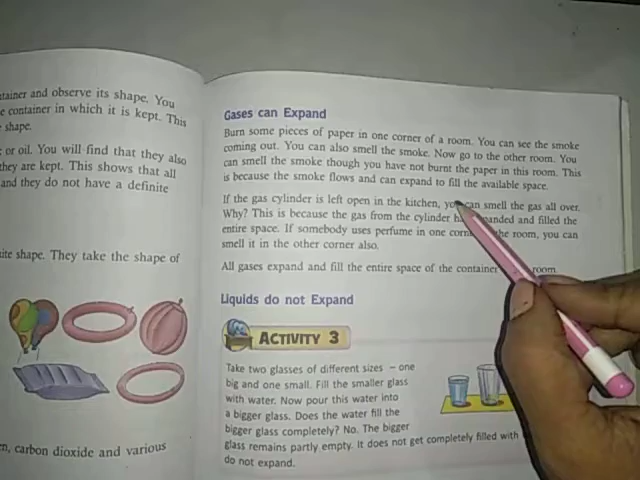 ntainer and observe its shape. You
e container in which it is kept. This
shape.
or oil. You will find that they also
they are kept. This shows that all
and they do not have a definite
ite shape. They take the shape of
en, carbon dioxide and various
Gases can Expand
Burn some pieces of paper in one corner of a room. You can see the smoke
coming out. You can also smell the smoke. Now go to the other room. You
can smell the smoke though you have not burnt the paper in this room. This
is because the smoke flows and can expand to fill the available space.
If the gas cylinder is left open in the kitchen, you can smell the gas all over.
Why? This is because the gas from the cylinder ha panded and filled the
entire space. If somebody uses perfume in one corn the room, you can
smell it in the other corner also.
All gases expand and fill the entire space of the container room.
Liquids do not Expand
ACTIVITY 3
Take two glasses of different sizes – one
big and one small. Fill the smaller glass
with water. Now pour this water into
a bigger glass. Does the water fill the
bigger glass completely? No. The bigger
glass remains partly empty. It does not get completely filled with
do not expand.